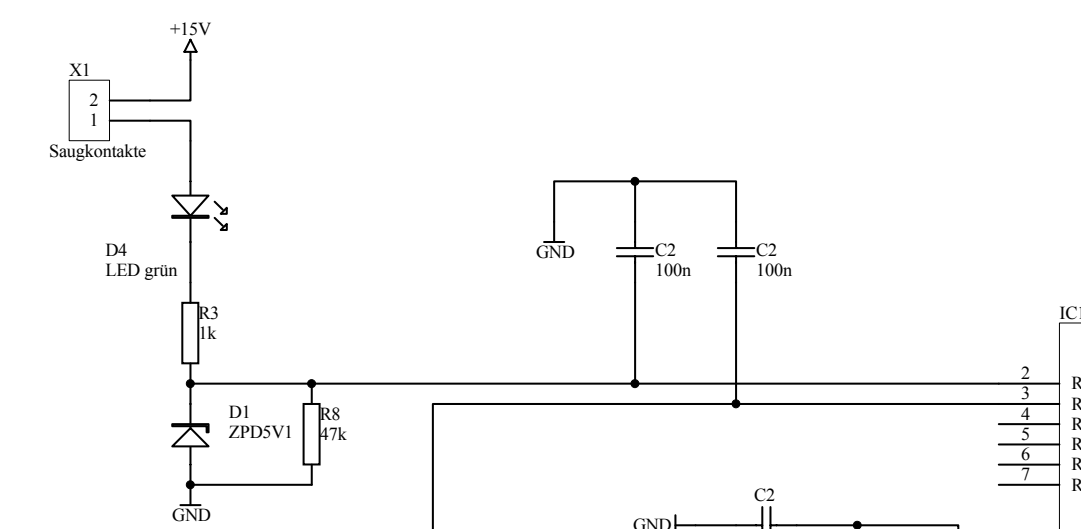 +15V
X1
2
1
Saugkontakte
D4
LED grün
GND
C2
100n
C2
100n
R3
1k
IC1
D1
ZPD5V1
R8
47k
2
3
4
5
6
7
R
R
R
R
R
R
GND
C2
GND